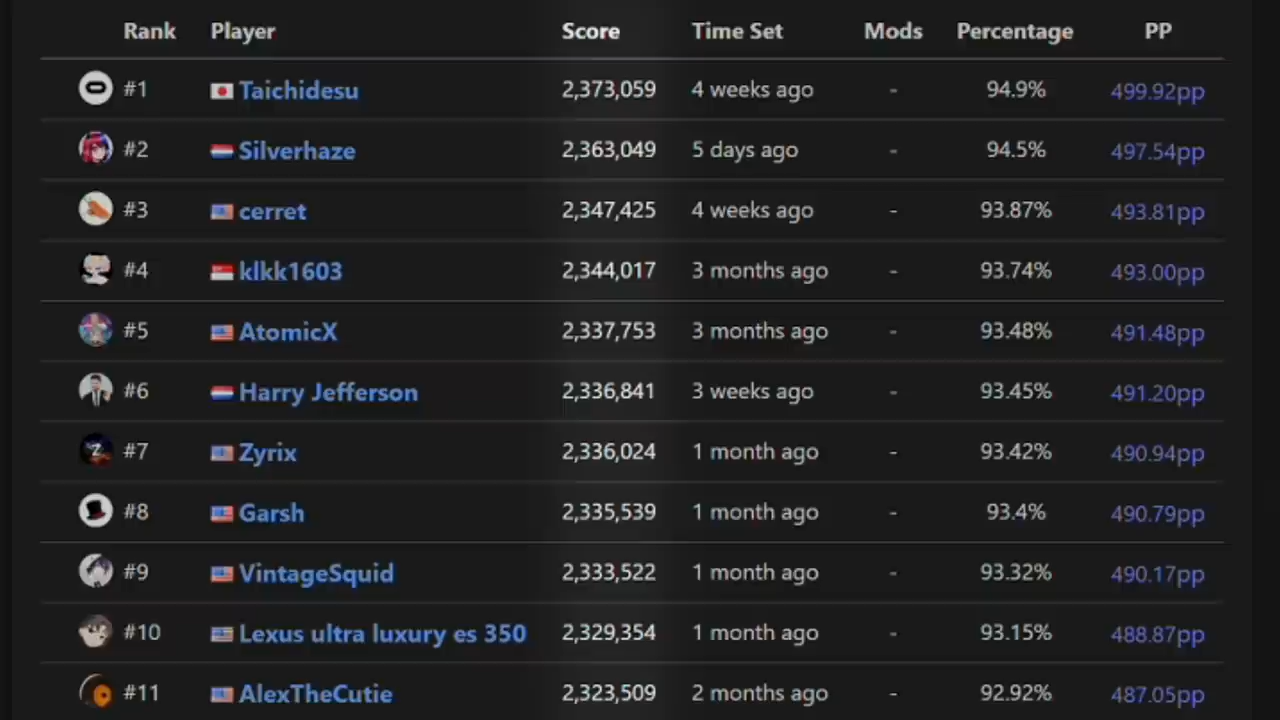 Rank Player Score Time Set Mods Percentage PP
#1 Taichidesu 2,373,059 4 weeks ago - 94.9% 499.92pp
#2 Silverhaze 2,363,049 5 days ago - 94.5% 497.54pp
#3 cerret 2,347,425 4 weeks ago - 93.87% 493.81pp
#4 klkk1603 2,344,017 3 months ago - 93.74% 493.00pp
#5 AtomicX 2,337,753 3 months ago - 93.48% 491.48pp
#6 Harry Jefferson 2,336,841 3 weeks ago - 93.45% 491.20pp
#7 Zyrix 2,336,024 1 month ago - 93.42% 490.94pp
#8 Garsh 2,335,539 1 month ago - 93.4% 490.79pp
#9 VintageSquid 2,333,522 1 month ago - 93.32% 490.17pp
#10 Lexus ultra luxury es 350 2,329,354 1 month ago - 93.15% 488.87pp
#11 AlexTheCutie 2,323,509 2 months ago - 92.92% 487.05pp